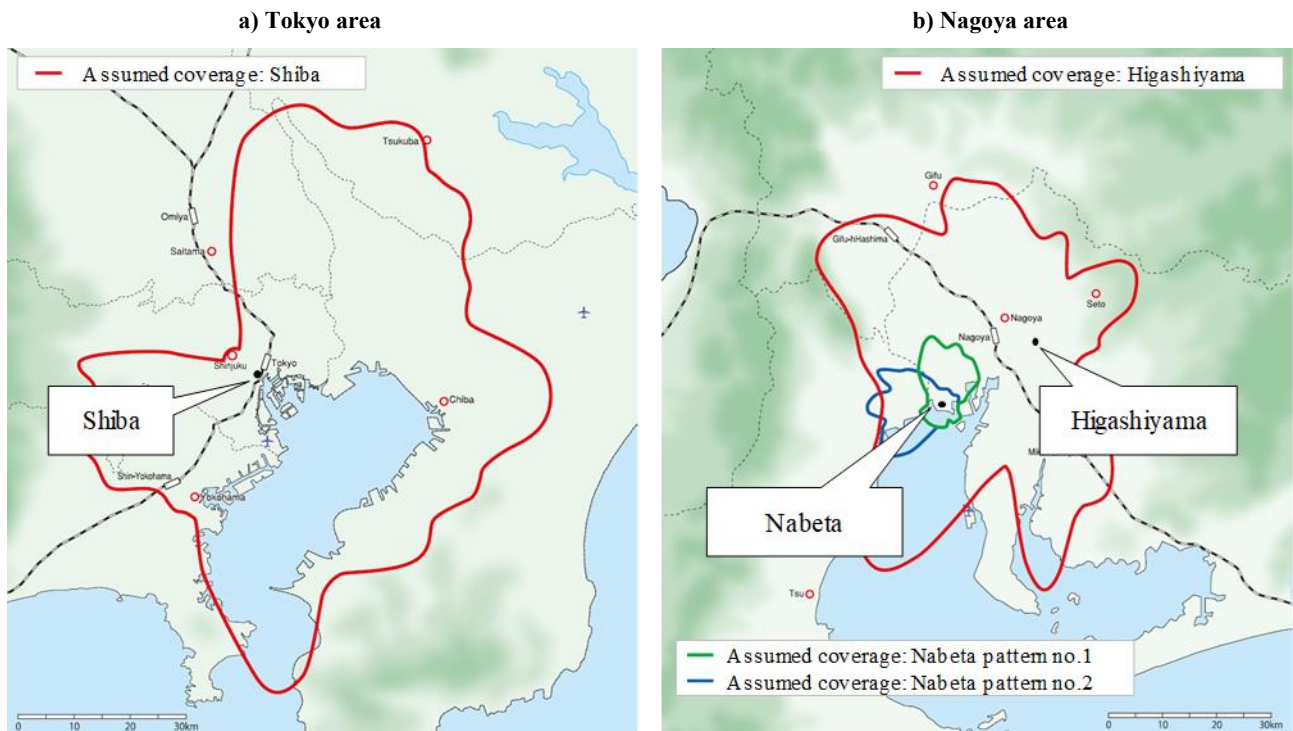 a) Tokyo area
Assumed coverage: Shiba
Tsukuba
Omiya
Saitama
Shinjuku
Tokyo
Shiba
Chiba
Shin-Yokohama
Yokohama
0 10 20 30km
b) Nagoya area
Assumed coverage: Higashiyama
Gifu
Gifu-hHashima
Seto
Nagoya
Nagoya
Higashiyama
Nabeta
Tsu
Assumed coverage: Nabeta pattern no.1
Assumed coverage: Nabeta pattern no.2
0 10 20 30km